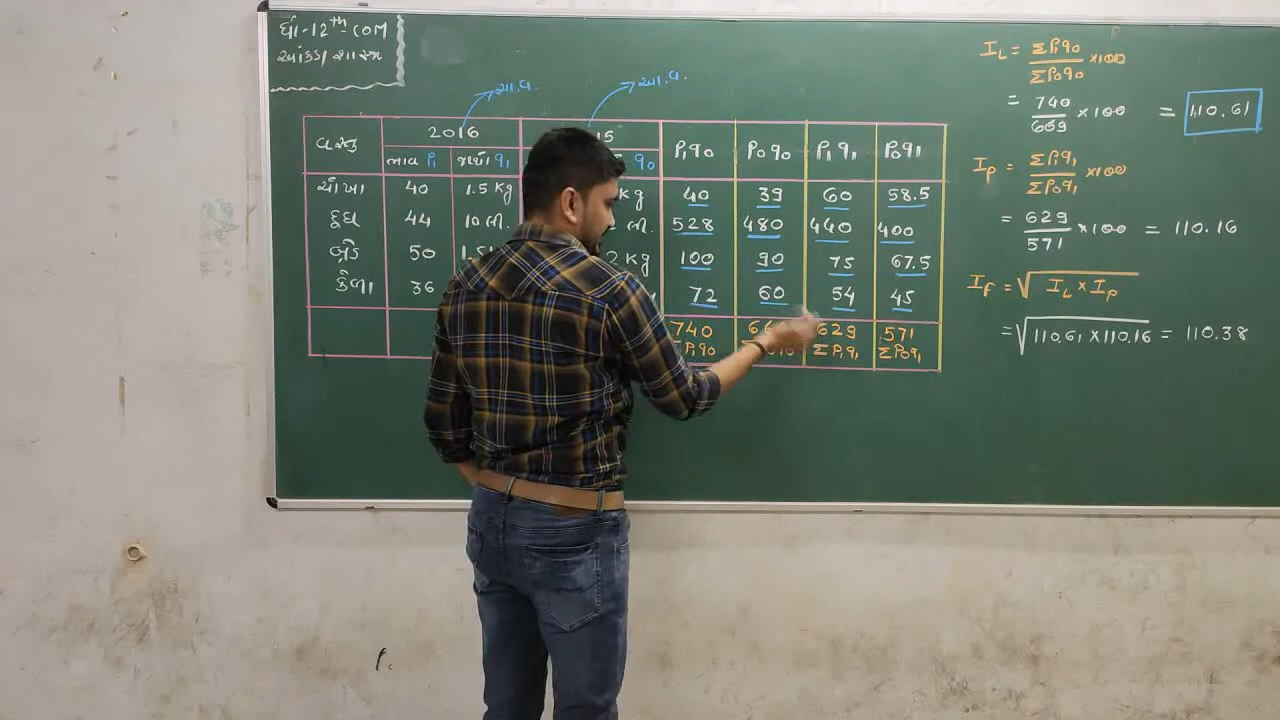 ધો-12th-COM
આંકડાશાસ્ત્ર
ચા.વ. આ.વ.
વસ્તુ 2016 15 P₁q₀ P₀q₀ P₁q₁ P₀q₁
ભાવ P₁ જથ્થો q₁ q₀
ચોખા 40 1.5 Kg kg 40 39 60 58.5
દૂધ 44 10 લી. લી. 528 480 440 400
બ્રેડ 50 2 kg 100 90 75 67.5
કેળા 36 72 60 54 45
740 629 571
ΣP₁q₀ ΣP₁q₁ ΣP₀q₁
I_L = ΣP₁q₀ / ΣP₀q₀ ×100
= 740 / 669 ×100 = 110.61
I_P = ΣP₁q₁ / ΣP₀q₁ ×100
= 629 / 571 ×100 = 110.16
I_F = √ I_L × I_P
= √110.61 ×110.16 = 110.38